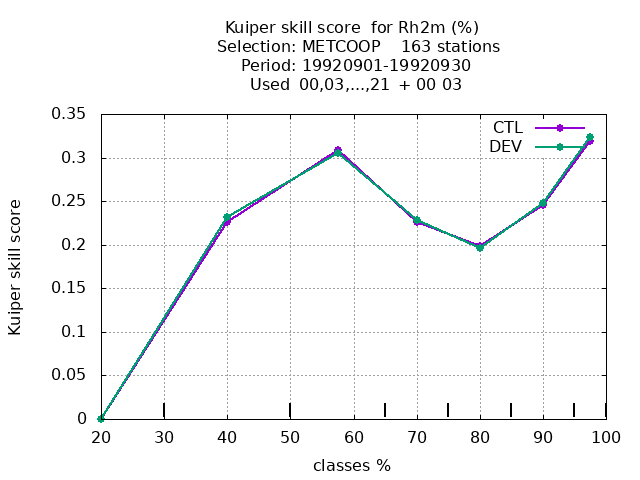 Kuiper skill score  for Rh2m (%)
Selection: METCOOP    163 stations
Period: 19920901-19920930
Used  00,03,...,21  + 00 03
CTL
DEV
0.35
0.3
0.25
0.2
0.15
0.1
0.05
0
Kuiper skill score
20 30 40 50 60 70 80 90 100
classes %